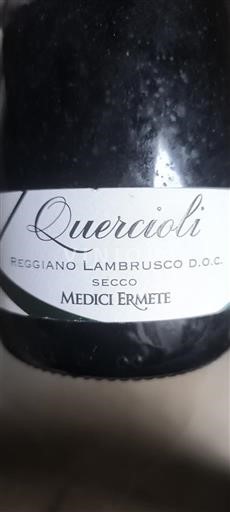 Quercioli
REGGIANO LAMBRUSCO D.O.C.
SECCO
MEDICI ERMETE